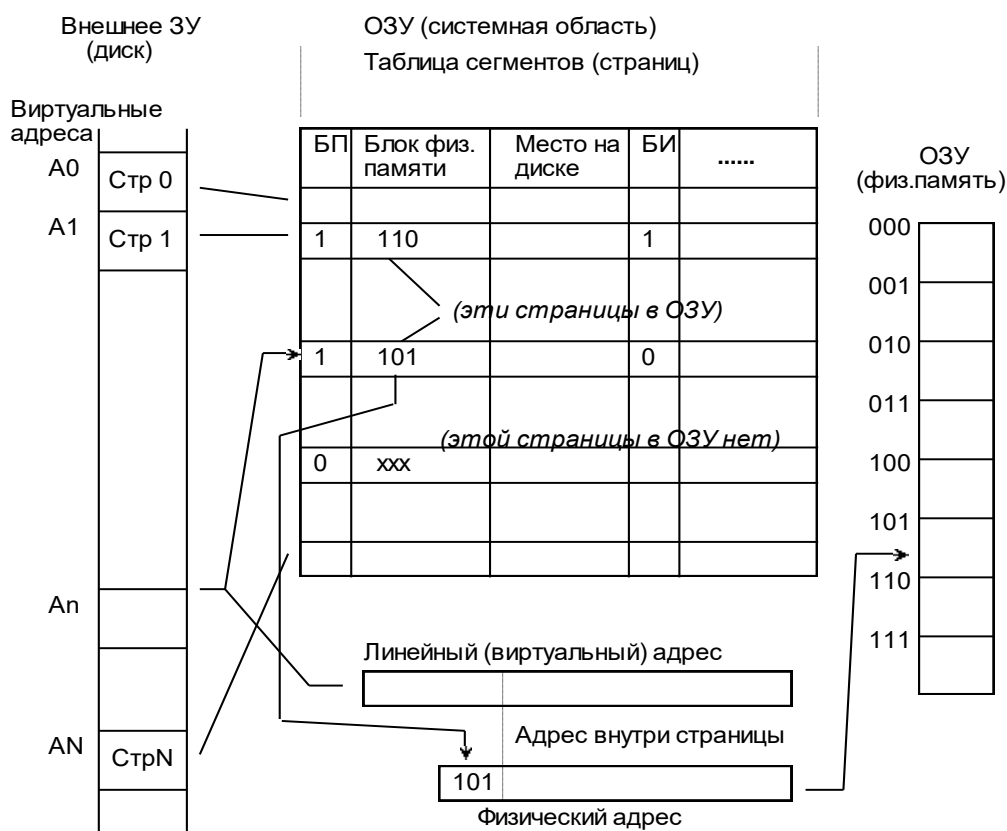 Внешнее ЗУ
(диск)
ОЗУ (системная область)
Таблица сегментов (страниц)
Виртуальные
адреса
A0
Стр 0
A1
Стр 1
An
AN
СтрN
БП
Блок физ.
памяти
Место на
диске
БИ
......
1
110
1
(эти страницы в ОЗУ)
1
101
0
(этой страницы в ОЗУ нет)
0
xxx
ОЗУ
(физ.память)
000
001
010
011
100
101
110
111
Линейный (виртуальный) адрес
Адрес внутри страницы
101
Физический адрес